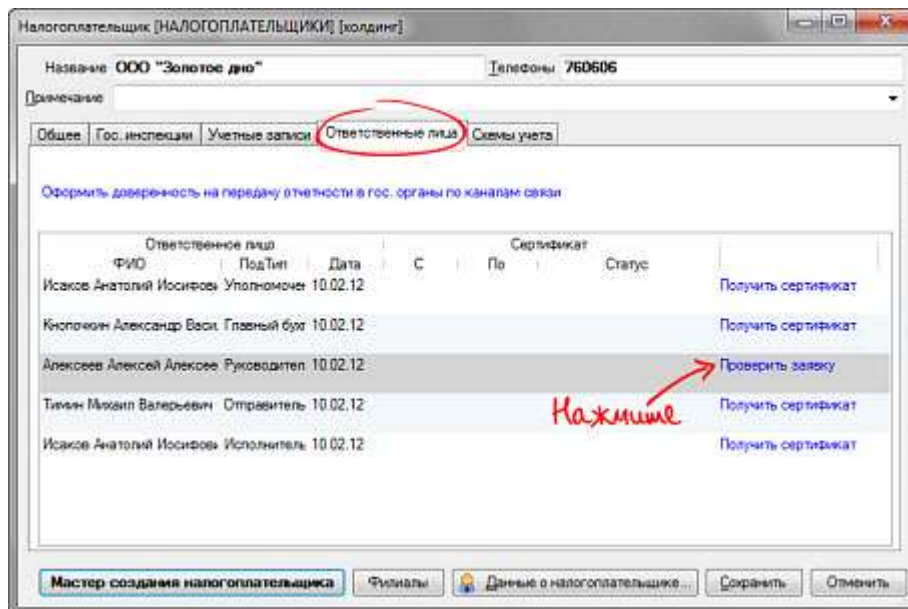 Налогоплательщик [НАЛОГОПЛАТЕЛЬЩИКИ] [холдинг]
Название ООО "Золотое дно" Телефоны 760606
Примечание
Общее Гос. инспекции Учетные записи Ответственные лица Схемы учета
Оформить доверенность на передачу отчетности в гос. органы по каналам связи
Ответственное лицо Сертификат
ФИО ПодТип Дата С По Статус
Исаков Анатолий Иосифови Уполномочен 10.02.12 Получить сертификат
Кнопочкин Александр Васи. Главный бухг 10.02.12 Получить сертификат
Алексеев Алексей Алексее Руководител 10.02.12 Проверить заявку
Тимин Михаил Валерьевич Отправитель 10.02.12 Получить сертификат
Нажмите
Исаков Анатолий Иосифови Исполнитель 10.02.12 Получить сертификат
Мастер создания налогоплательщика Филиалы Данные о налогоплательщике... Сохранить Отменить